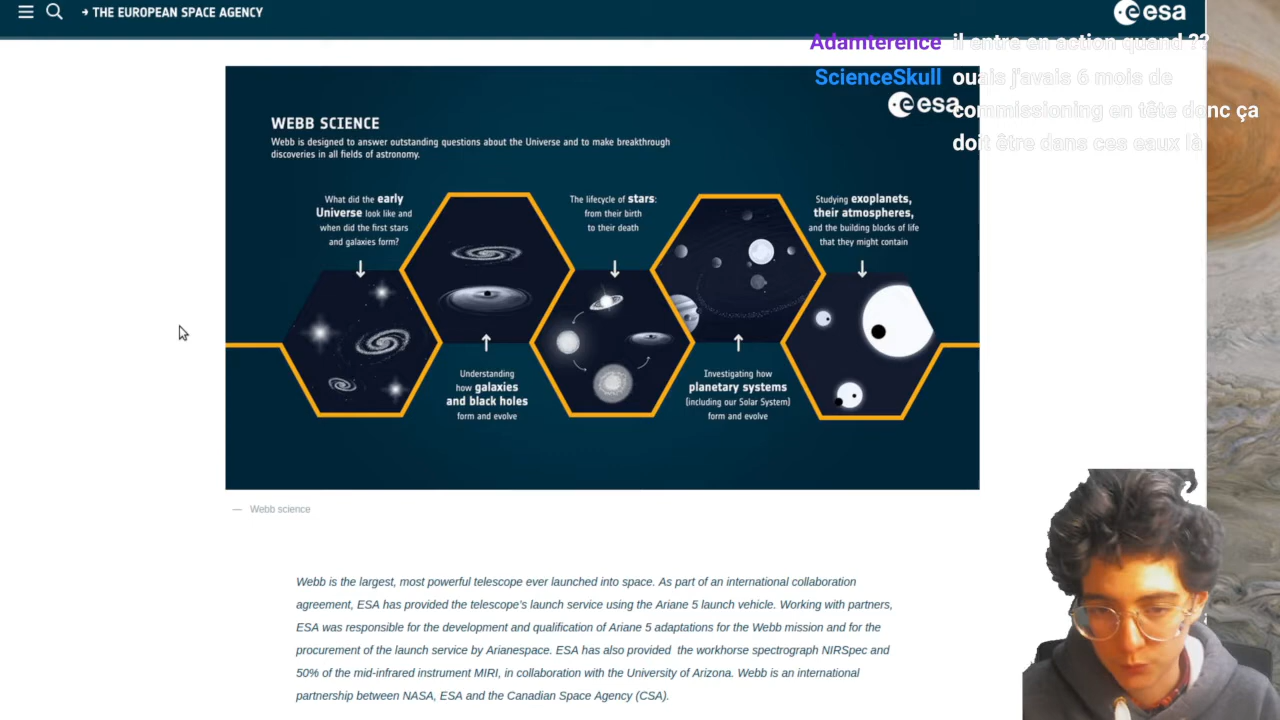 → THE EUROPEAN SPACE AGENCY
esa
Adamterence il entre en action quand ??
ScienceSkull ouais j'avais 6 mois de
commissioning en tête donc ça
doit être dans ces eaux là
esa
WEBB SCIENCE
Webb is designed to answer outstanding questions about the Universe and to make breakthrough
discoveries in all fields of astronomy.
What did the early
Universe look like and
when did the first stars
and galaxies form?
The lifecycle of stars:
from their birth
to their death
Studying exoplanets,
their atmospheres,
and the building blocks of life
that they might contain
Understanding
how galaxies
and black holes
form and evolve
Investigating how
planetary systems
(including our Solar System)
form and evolve
— Webb science
Webb is the largest, most powerful telescope ever launched into space. As part of an international collaboration
agreement, ESA has provided the telescope's launch service using the Ariane 5 launch vehicle. Working with partners,
ESA was responsible for the development and qualification of Ariane 5 adaptations for the Webb mission and for the
procurement of the launch service by Arianespace. ESA has also provided the workhorse spectrograph NIRSpec and
50% of the mid-infrared instrument MIRI, in collaboration with the University of Arizona. Webb is an international
partnership between NASA, ESA and the Canadian Space Agency (CSA).